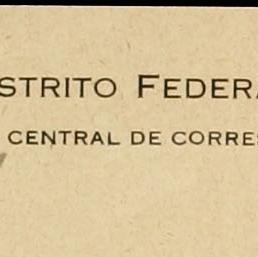 STRITO FEDERA
CENTRAL DE CORRES